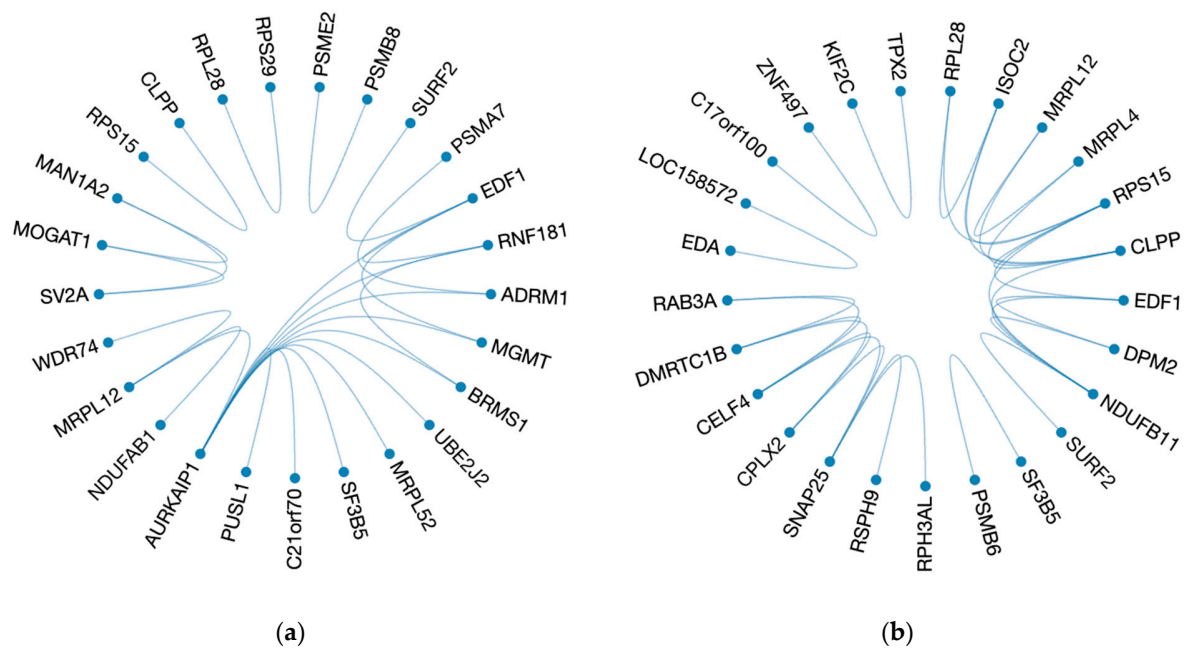 RPS29
PSME2
RPL28
PSMB8
CLPP
SURF2
RPS15
PSMA7
MAN1A2
EDF1
MOGAT1
RNF181
SV2A
ADRM1
WDR74
MGMT
MRPL12
BRMS1
NDUFAB1
UBE2J2
AURKAIP1
MRPL52
PUSL1
SF3B5
C21orf70
(a)
TPX2
RPL28
KIF2C
ISOC2
ZNF497
MRPL12
C17orf100
MRPL4
LOC158572
RPS15
EDA
CLPP
RAB3A
EDF1
DMRTC1B
DPM2
CELF4
NDUFB11
CPLX2
SURF2
SNAP25
SF3B5
RSPH9
PSMB6
RPH3AL
(b)